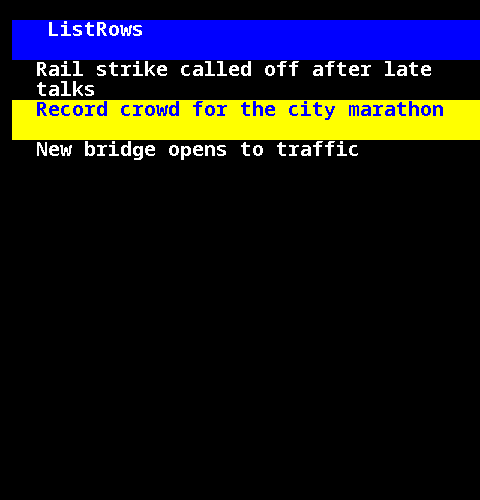 ListRows
Rail strike called off after late
talks
Record crowd for the city marathon
New bridge opens to traffic